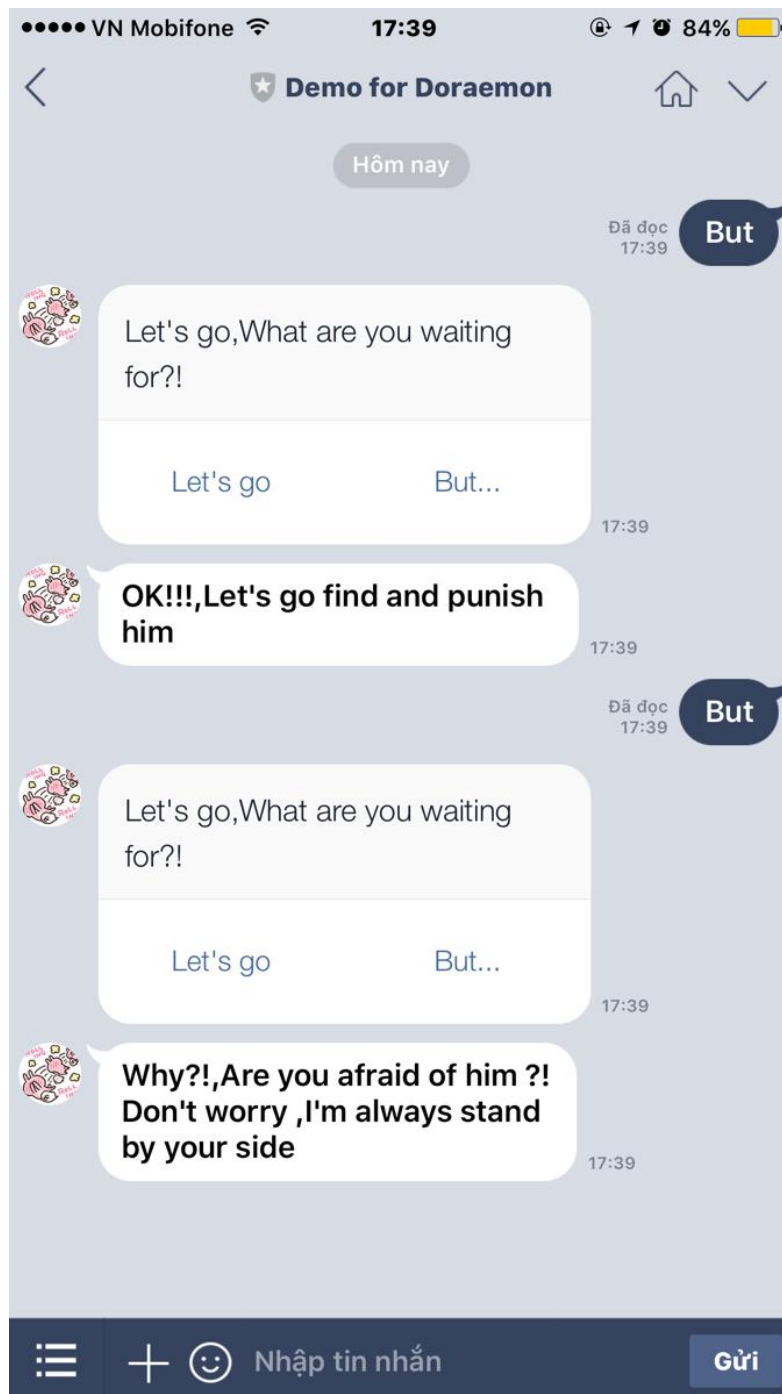 VN Mobifone 17:39 84%
Demo for Doraemon
Hôm nay
Đã đọc
17:39
But
Let's go,What are you waiting
for?!
Let's go But...
17:39
OK!!!,Let's go find and punish
him
17:39
Đã đọc
17:39
But
Let's go,What are you waiting
for?!
Let's go But...
17:39
Why?!,Are you afraid of him ?!
Don't worry ,I'm always stand
by your side
17:39
Nhập tin nhắn Gửi